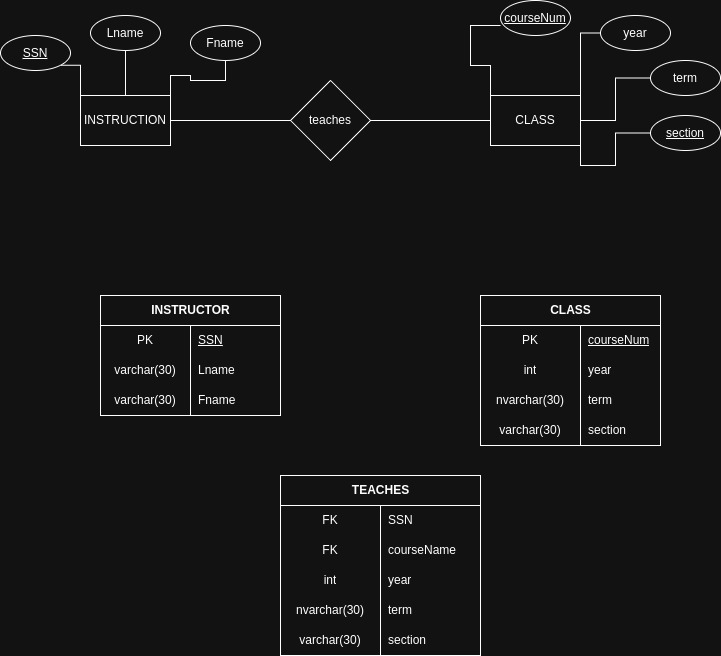 SSN
Lname
Fname
courseNum
year
term
section
INSTRUCTION
teaches
CLASS
INSTRUCTOR
PK SSN
varchar(30) Lname
varchar(30) Fname
CLASS
PK courseNum
int year
nvarchar(30) term
varchar(30) section
TEACHES
FK SSN
FK courseName
int year
nvarchar(30) term
varchar(30) section